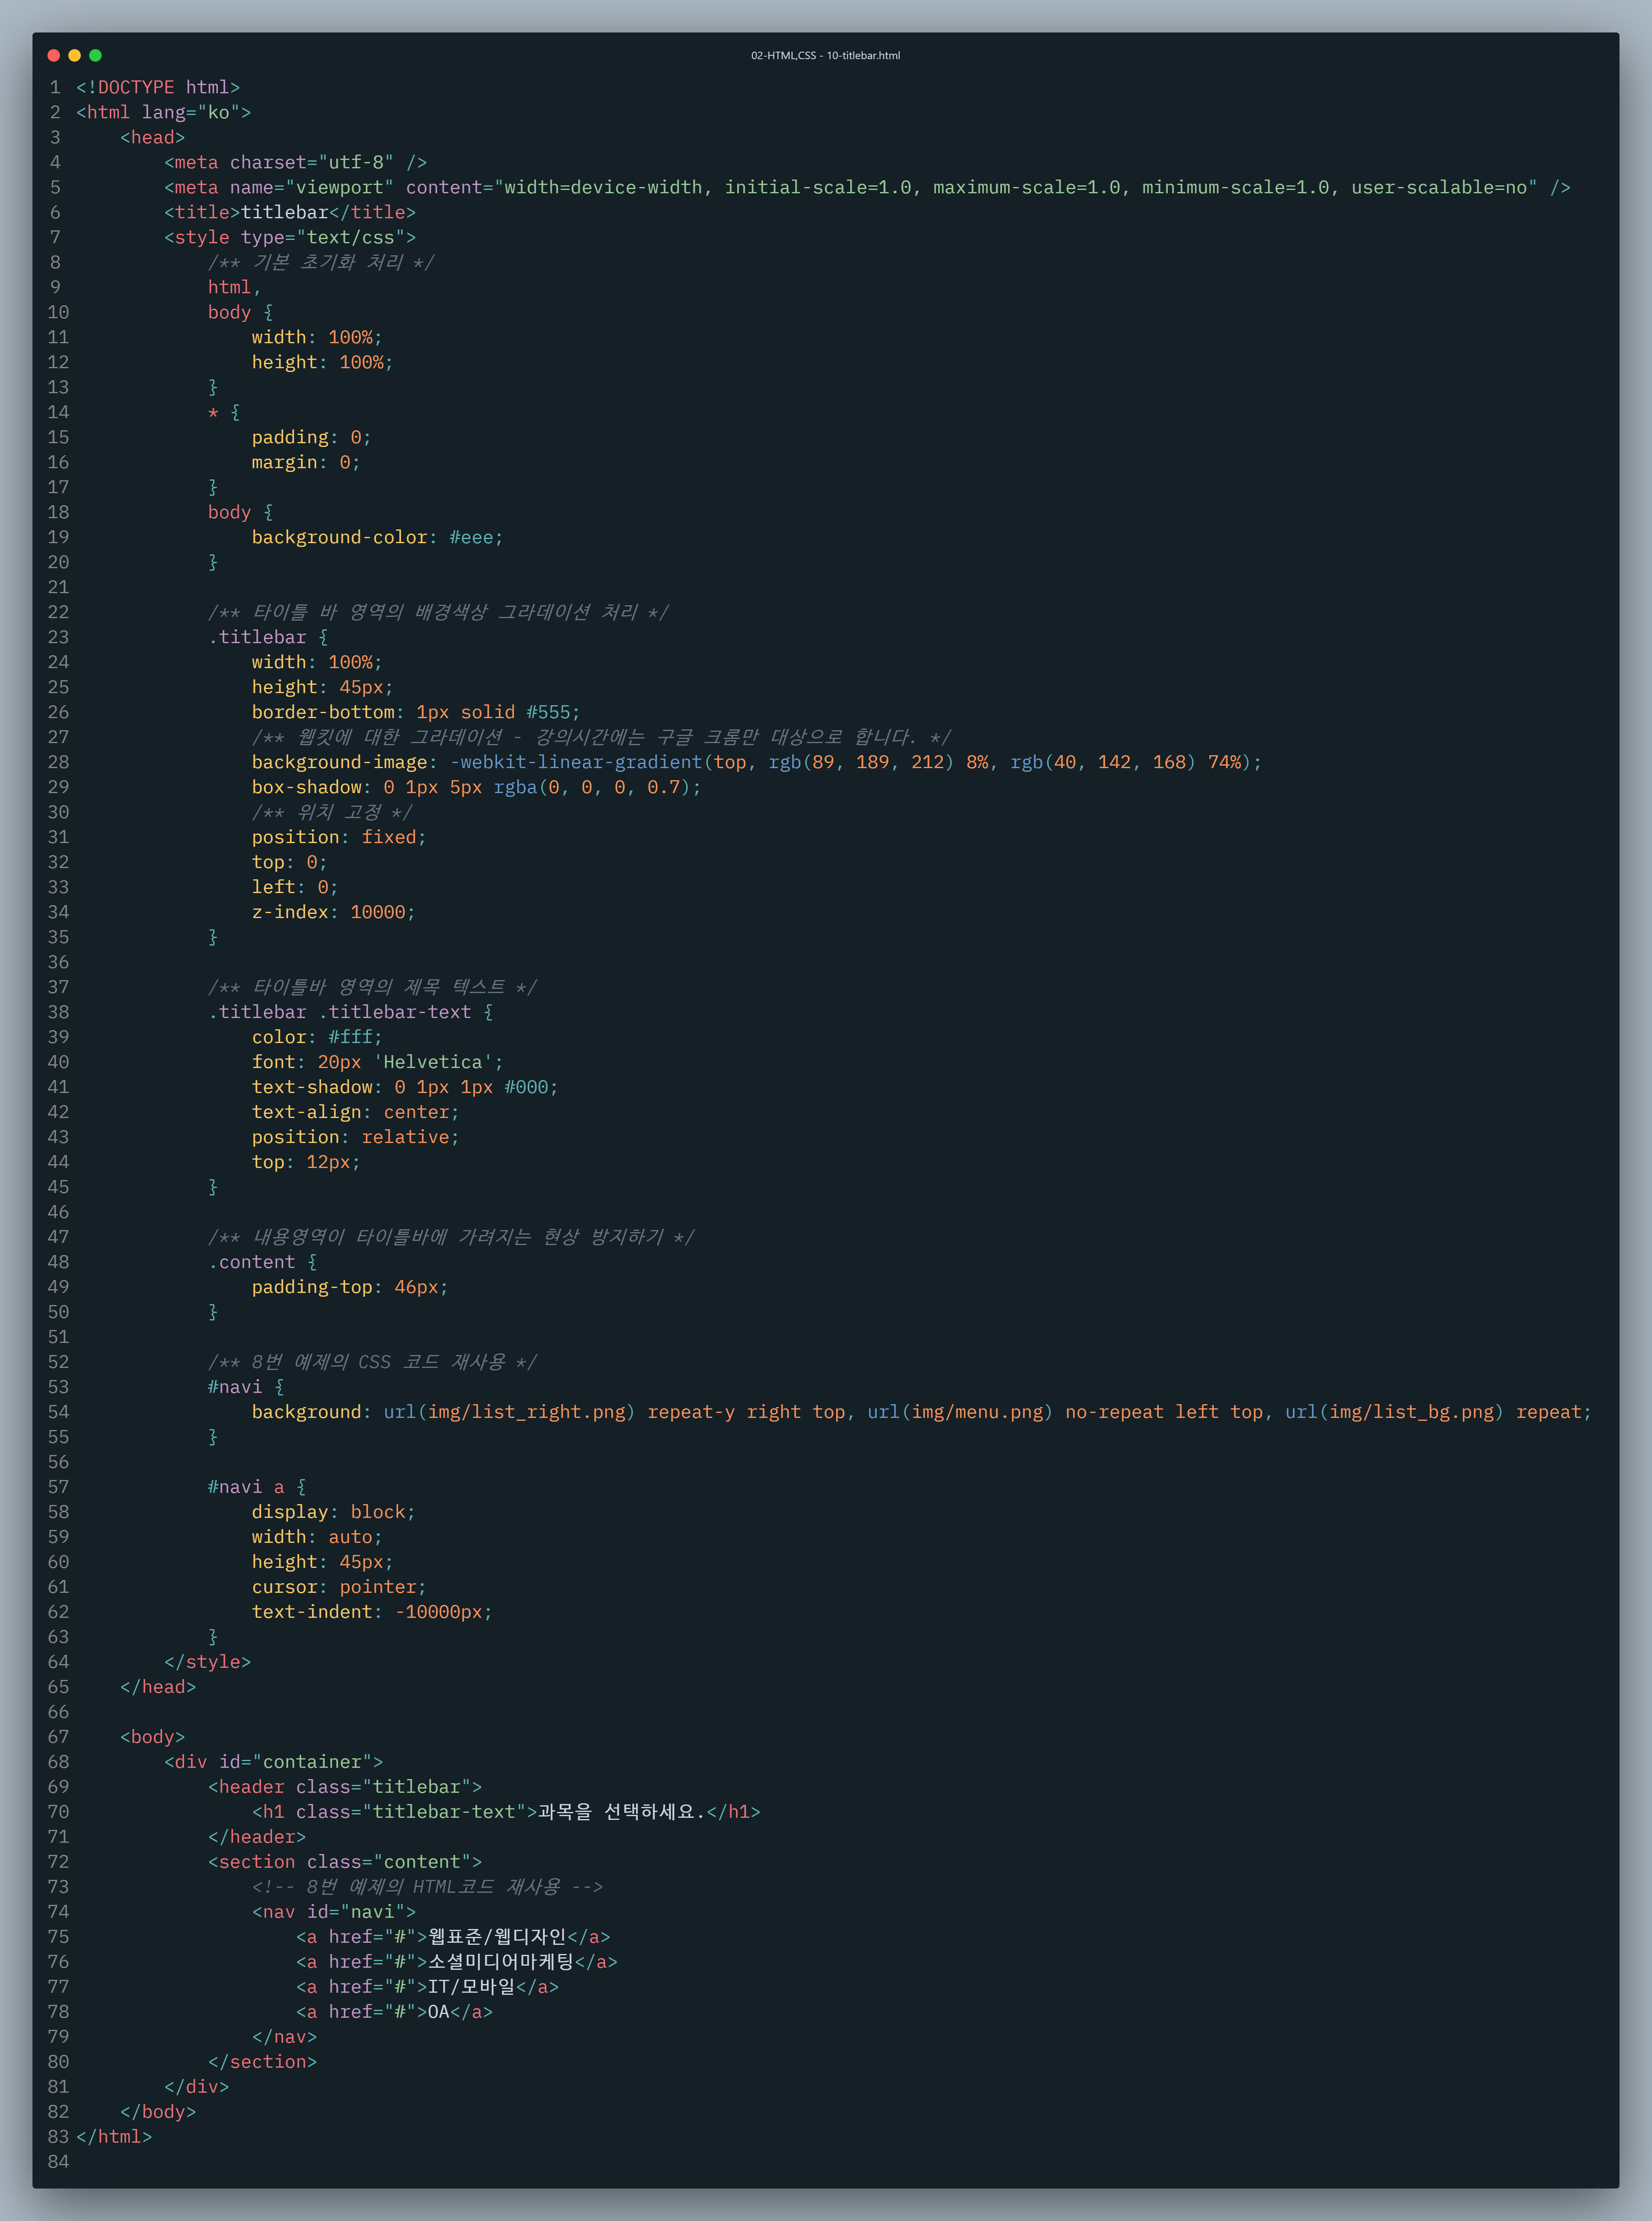 02-HTML,CSS - 10-titlebar.html
1 <!DOCTYPE html>
2 <html lang="ko">
3     <head>
4         <meta charset="utf-8" />
5         <meta name="viewport" content="width=device-width, initial-scale=1.0, maximum-scale=1.0, minimum-scale=1.0, user-scalable=no" />
6         <title>titlebar</title>
7         <style type="text/css">
8             /** 기본 초기화 처리 */
9             html,
10             body {
11                 width: 100%;
12                 height: 100%;
13             }
14             * {
15                 padding: 0;
16                 margin: 0;
17             }
18             body {
19                 background-color: #eee;
20             }
21
22             /** 타이틀 바 영역의 배경색상 그라데이션 처리 */
23             .titlebar {
24                 width: 100%;
25                 height: 45px;
26                 border-bottom: 1px solid #555;
27                 /** 웹킷에 대한 그라데이션 - 강의시간에는 구글 크롬만 대상으로 합니다. */
28                 background-image: -webkit-linear-gradient(top, rgb(89, 189, 212) 8%, rgb(40, 142, 168) 74%);
29                 box-shadow: 0 1px 5px rgba(0, 0, 0, 0.7);
30                 /** 위치 고정 */
31                 position: fixed;
32                 top: 0;
33                 left: 0;
34                 z-index: 10000;
35             }
36
37             /** 타이틀바 영역의 제목 텍스트 */
38             .titlebar .titlebar-text {
39                 color: #fff;
40                 font: 20px 'Helvetica';
41                 text-shadow: 0 1px 1px #000;
42                 text-align: center;
43                 position: relative;
44                 top: 12px;
45             }
46
47             /** 내용영역이 타이틀바에 가려지는 현상 방지하기 */
48             .content {
49                 padding-top: 46px;
50             }
51
52             /** 8번 예제의 CSS 코드 재사용 */
53             #navi {
54                 background: url(img/list_right.png) repeat-y right top, url(img/menu.png) no-repeat left top, url(img/list_bg.png) repeat;
55             }
56
57             #navi a {
58                 display: block;
59                 width: auto;
60                 height: 45px;
61                 cursor: pointer;
62                 text-indent: -10000px;
63             }
64         </style>
65     </head>
66
67     <body>
68         <div id="container">
69             <header class="titlebar">
70                 <h1 class="titlebar-text">과목을 선택하세요.</h1>
71             </header>
72             <section class="content">
73                 <!-- 8번 예제의 HTML코드 재사용 -->
74                 <nav id="navi">
75                     <a href="#">웹표준/웹디자인</a>
76                     <a href="#">소셜미디어마케팅</a>
77                     <a href="#">IT/모바일</a>
78                     <a href="#">OA</a>
79                 </nav>
80             </section>
81         </div>
82     </body>
83 </html>
84